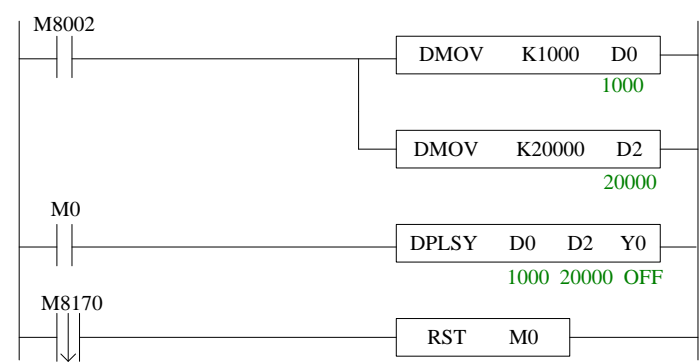 M8002
DMOV K1000 D0
1000
DMOV K20000 D2
20000
M0
DPLSY D0 D2 Y0
1000 20000 OFF
M8170
RST M0